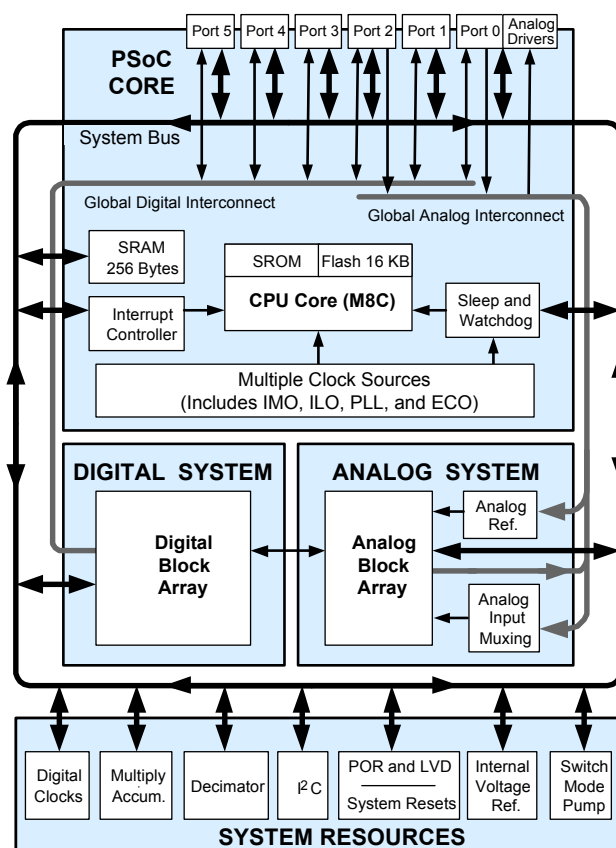 Port 5 Port 4 Port 3 Port 2 Port 1 Port 0 Analog
Drivers
PSoC
CORE
System Bus
Global Digital Interconnect
Global Analog Interconnect
SRAM
256 Bytes
SROM Flash 16 KB
CPU Core (M8C)
Interrupt
Controller
Sleep and
Watchdog
Multiple Clock Sources
(Includes IMO, ILO, PLL, and ECO)
DIGITAL SYSTEM
Digital
Block
Array
ANALOG SYSTEM
Analog
Block
Array
Analog
Ref.
Analog
Input
Muxing
Digital
Clocks
Multiply
Accum.
Decimator
I²C
POR and LVD
System Resets
Internal
Voltage
Ref.
Switch
Mode
Pump
SYSTEM RESOURCES